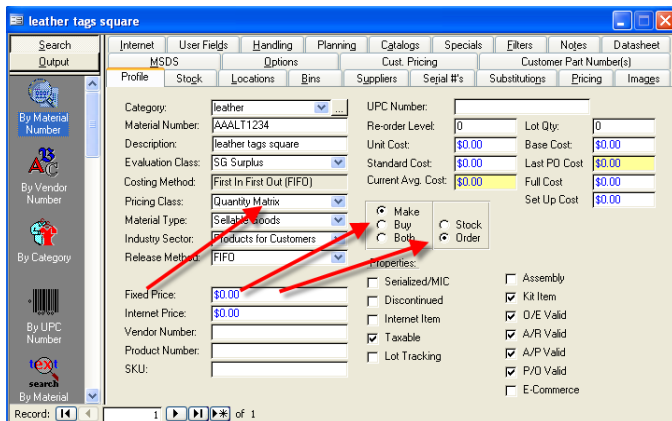 leather tags square
Search
Output
Internet User Fields Handling Planning Catalogs Specials Filters Notes Datasheet
MSDS Options Cust. Pricing Customer Part Number(s)
Profile Stock Locations Bins Suppliers Serial #'s Substitutions Pricing Images
By Material Number
By Vendor Number
By Category
By UPC Number
text search
By Material
Category: leather ...
Material Number: AAALT1234
Description: leather tags square
Evaluation Class: SG Surplus
Costing Method: First In First Out (FIFO)
Pricing Class: Quantity Matrix
Material Type: Sellable Goods
Industry Sector: Products for Customers
Release Method: FIFO
Fixed Price: $0.00
Internet Price: $0.00
Vendor Number:
Product Number:
SKU:
UPC Number:
Re-order Level: 0 Lot Qty: 0
Unit Cost: $0.00 Base Cost: $0.00
Standard Cost: $0.00 Last PO Cost $0.00
Current Avg. Cost: $0.00 Full Cost $0.00
Set Up Cost $0.00
Make
Buy Stock
Both Order
Properties:
Serialized/MIC Assembly
Discontinued Kit Item
Internet Item O/E Valid
Taxable A/R Valid
Lot Tracking A/P Valid
P/O Valid
E-Commerce
Record: 1 of 1